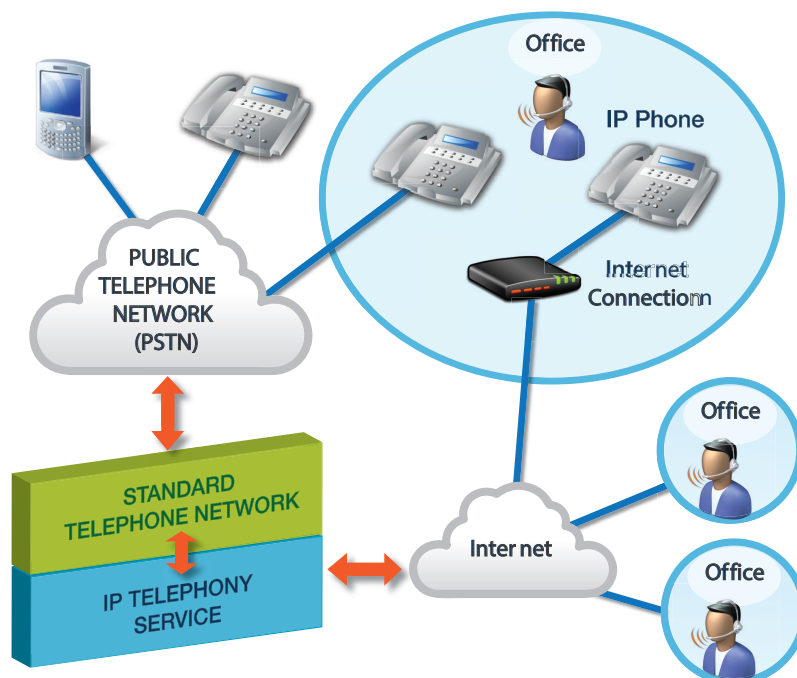 Office
IP Phone
PUBLIC
TELEPHONE
NETWORK
(PSTN)
Internet
Connection
STANDARD
TELEPHONE NETWORK
IP TELEPHONY
SERVICE
Internet
Office
Office